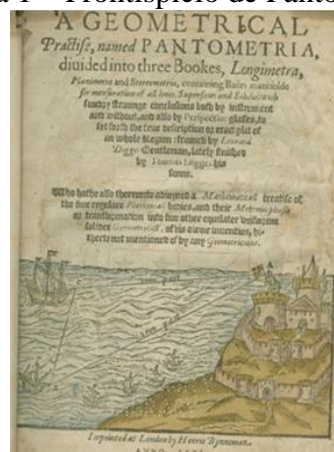 a 1 – Frontispício de Panto
A GEOMETRICAL
Practise, named PANTOMETRIA,
diuided into three Bookes, Longimetra,
Planimetra and Stereometria, containing Rules manifolde
for mensuration of all lines, Superficies and Solides: with
sundry straunge conclusions both by instrument
and without, and also by Perspectiue glasses, to
set forth the true description or exact plat of
an whole Region: framed by Leonard
Digges Gentleman, lately finished
by Thomas Digges his
sonne.
Who hathe also thereunto adioyned a Mathematicall treatise of
the fiue regulare Platonicall bodies, and their Metamorphosis
or transformation into fiue other equilater vniforme
solides Geometricall, of his owne inuention, hi-
therto not mentioned of by any Geometricians.
Imprinted at London by Henrie Bynneman.